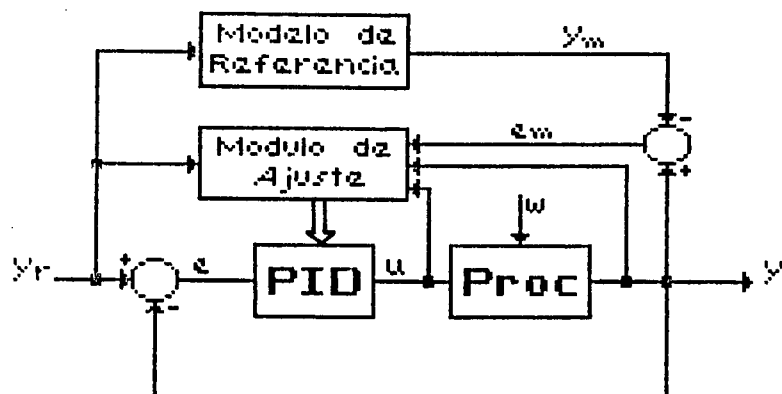 Modelo de
Referencia
ym
-
em
Modulo de
Ajuste
+
w
yr
+
e
PID
u
Proc
y
-